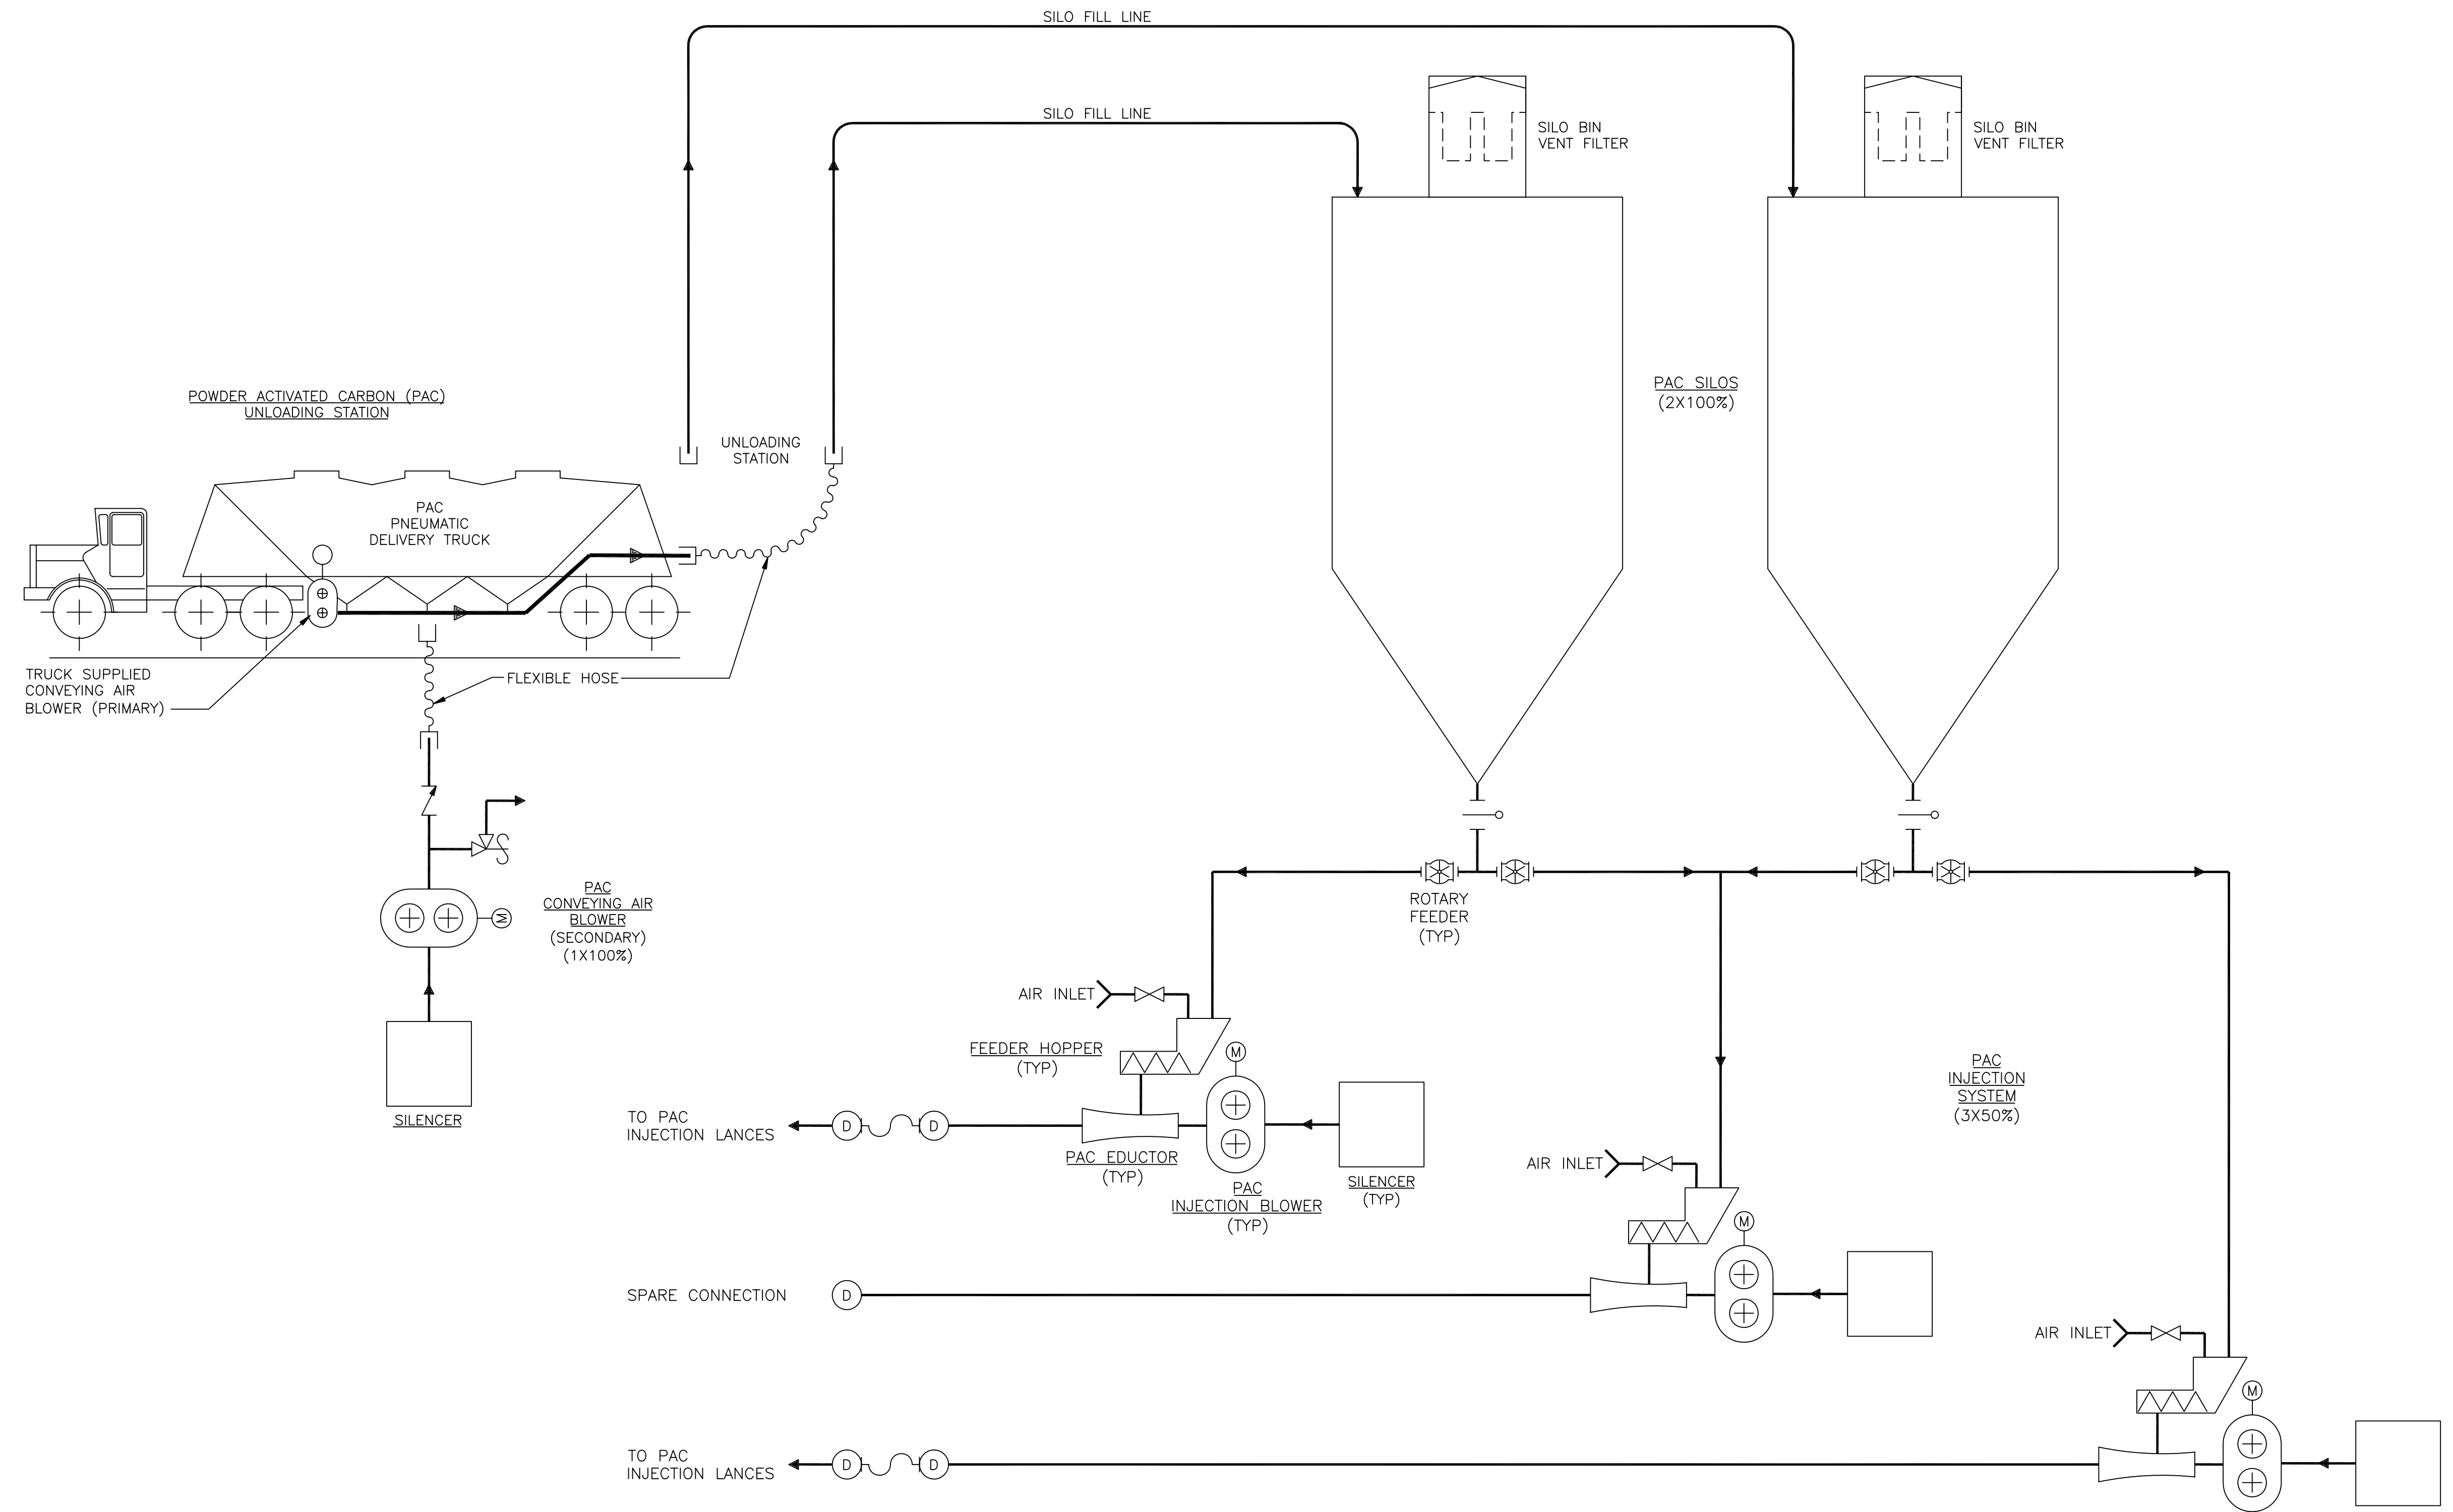 SILO FILL LINE
SILO FILL LINE
SILO BIN
VENT FILTER
SILO BIN
VENT FILTER
POWDER ACTIVATED CARBON (PAC)
UNLOADING STATION
PAC SILOS
(2X100%)
UNLOADING
STATION
PAC
PNEUMATIC
DELIVERY TRUCK
TRUCK SUPPLIED
CONVEYING AIR
BLOWER (PRIMARY)
FLEXIBLE HOSE
PAC
CONVEYING AIR
BLOWER
(SECONDARY)
(1X100%)
M
SILENCER
ROTARY
FEEDER
(TYP)
AIR INLET
FEEDER HOPPER
(TYP)
M
TO PAC
INJECTION LANCES
D
D
PAC EDUCTOR
(TYP)
PAC
INJECTION BLOWER
(TYP)
SILENCER
(TYP)
PAC
INJECTION
SYSTEM
(3X50%)
AIR INLET
M
SPARE CONNECTION
D
AIR INLET
M
TO PAC
INJECTION LANCES
D
D